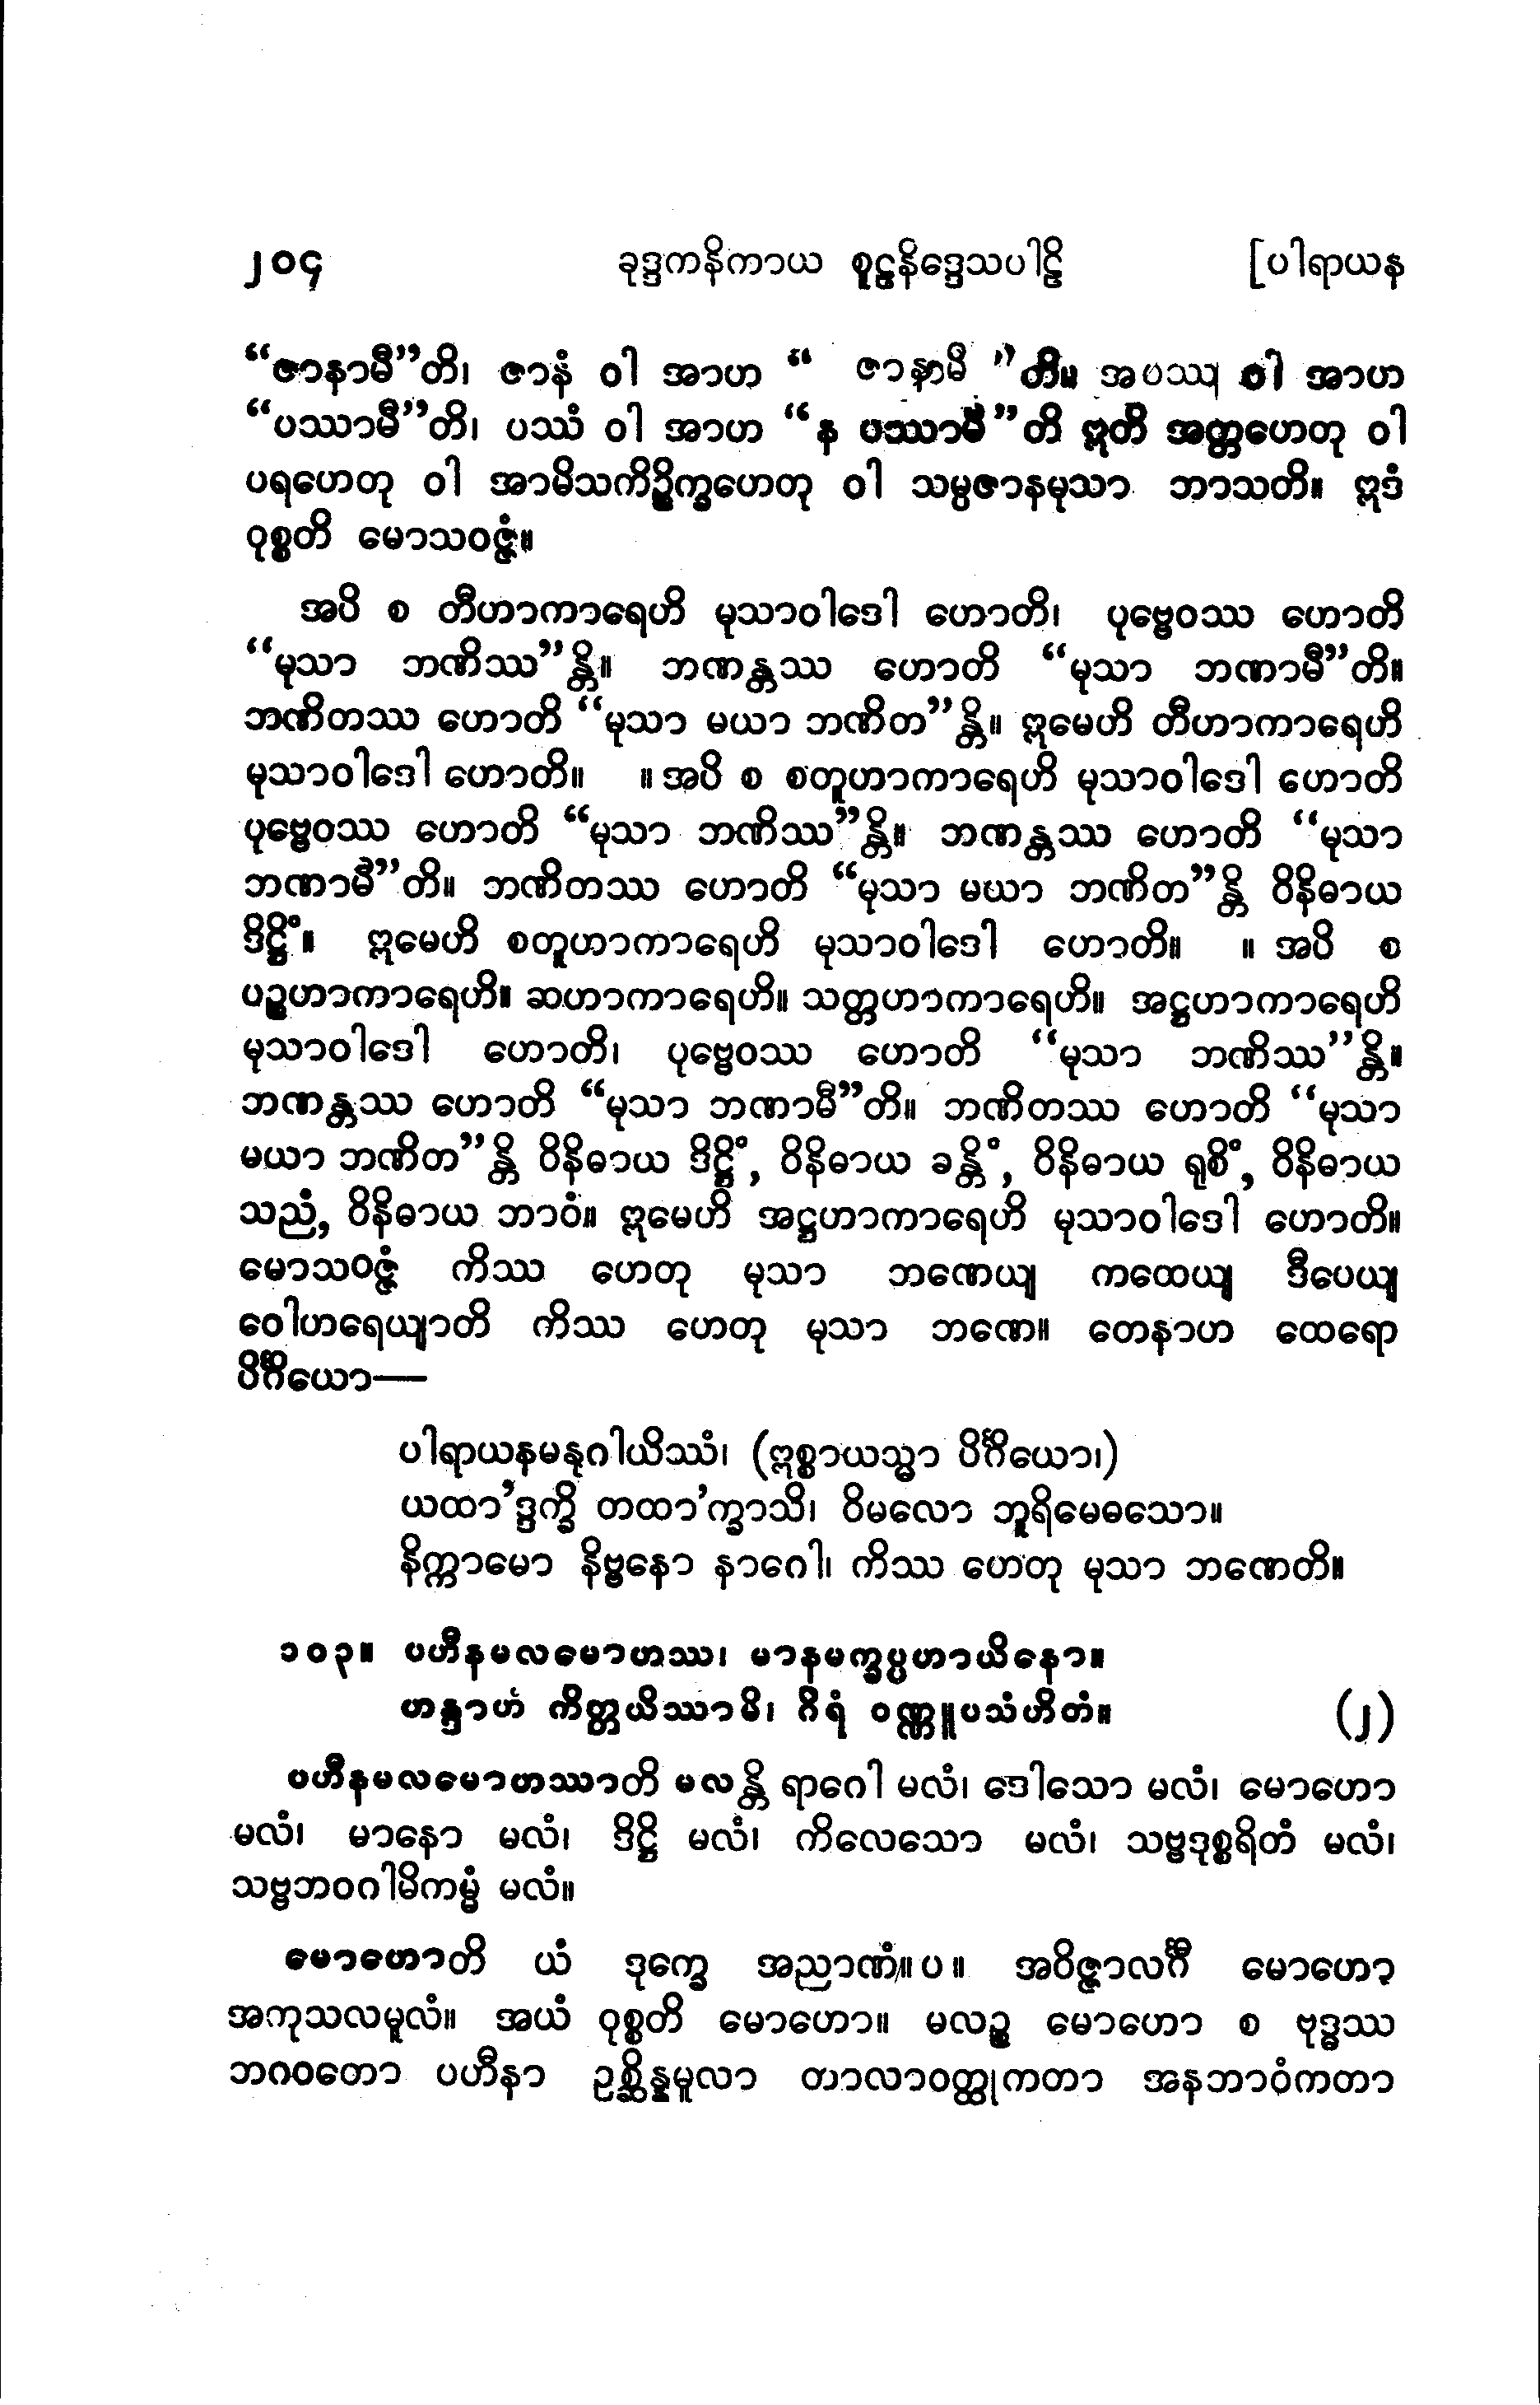 ၂၀၄ ခုဒ္ဒကနိကာယ စူဠနိဒ္ဒေသပါဠိ [ပါရာယန
“ဇာနာမီ”တိ၊ ဇာနံ ဝါ အာဟ “ ဇာနာမိ ”တိ။ အပဿ ဝါ အာဟ
“ပဿာမီ”တိ၊ ပဿံ ဝါ အာဟ “န ပဿာမီ”တိ ဣတိ အတ္တဟေတု ဝါ
ပရဟေတု ဝါ အာမိသကိဉ္စိက္ခဟေတု ဝါ သမ္ပဇာနမုသာ ဘာသတိ။ ဣဒံ
ဝုစ္စတိ မောသဝဇ္ဇံ။
အပိ စ တီဟာကာရေဟိ မုသာဝါဒေါ ဟောတိ၊ ပုဗ္ဗေဝဿ ဟောတိ
“မုသာ ဘဏိဿ”န္တိ။ ဘဏန္တဿ ဟောတိ “မုသာ ဘဏာမီ”တိ။
ဘဏိတဿ ဟောတိ “မုသာ မယာ ဘဏိတ”န္တိ။ ဣမေဟိ တီဟာကာရေဟိ
မုသာဝါဒေါ ဟောတိ။ ။ အပိ စ စတူဟာကာရေဟိ မုသာဝါဒေါ ဟောတိ
ပုဗ္ဗေဝဿ ဟောတိ “မုသာ ဘဏိဿ”န္တိ။ ဘဏန္တဿ ဟောတိ “မုသာ
ဘဏာမီ”တိ။ ဘဏိတဿ ဟောတိ “မုသာ မယာ ဘဏိတ”န္တိ ဝိနိဓာယ
ဒိဋ္ဌိံ။ ဣမေဟိ စတူဟာကာရေဟိ မုသာဝါဒေါ ဟောတိ။ ။ အပိ စ
ပဉ္စဟာကာရေဟိ။ ဆဟာကာရေဟိ။ သတ္တဟာကာရေဟိ။ အဋ္ဌဟာကာရေဟိ
မုသာဝါဒေါ ဟောတိ၊ ပုဗ္ဗေဝဿ ဟောတိ “မုသာ ဘဏိဿ”န္တိ။
ဘဏန္တဿ ဟောတိ “မုသာ ဘဏာမီ”တိ။ ဘဏိတဿ ဟောတိ “မုသာ
မယာ ဘဏိတ”န္တိ ဝိနိဓာယ ဒိဋ္ဌိံ, ဝိနိဓာယ ခန္တိံ, ဝိနိဓာယ ရုစိံ, ဝိနိဓာယ
သညံ, ဝိနိဓာယ ဘာဝံ။ ဣမေဟိ အဋ္ဌဟာကာရေဟိ မုသာဝါဒေါ ဟောတိ။
မောသဝဇ္ဇံ ကိဿ ဟေတု မုသာ ဘဏေယျ ကထေယျ ဒီပေယျ
ဝေါဟရေယျာတိ ကိဿ ဟေတု မုသာ ဘဏေ။ တေနာဟ ထေရော
ပိင်္ဂိယော—
ပါရာယနမနုဂါယိဿံ၊ (ဣစ္စာယသ္မာ ပိင်္ဂိယော၊)
ယထာ’ဒ္ဒက္ခိ တထာ’က္ခာသိ၊ ဝိမလော ဘူရိမေဓသော။
နိက္ကာမော နိဗ္ဗနော နာဂေါ၊ ကိဿ ဟေတု မုသာ ဘဏေတိ။
၁၀၃။ ပဟီနမလမောဟဿ၊ မာနမက္ခပ္ပဟာယိနော။
ဟန္ဒာဟံ ကိတ္တယိဿာမိ၊ ဂိရံ ဝဏ္ဏူပသံဟိတံ။ (၂)
ပဟီနမလမောဟဿာတိ မလန္တိ ရာဂေါ မလံ၊ ဒေါသော မလံ၊ မောဟော
မလံ၊ မာနော မလံ၊ ဒိဋ္ဌိ မလံ၊ ကိလေသော မလံ၊ သဗ္ဗဒုစ္စရိတံ မလံ၊
သဗ္ဗဘဝဂါမိကမ္မံ မလံ။
မောဟောတိ ယံ ဒုက္ခေ အညာဏံ။ ပ ။ အဝိဇ္ဇာလင်္ဂီ မောဟော
အကုသလမူလံ။ အယံ ဝုစ္စတိ မောဟော။ မလဉ္စ မောဟော စ ဗုဒ္ဓဿ
ဘဂဝတော ပဟီနာ ဥစ္ဆိန္နမူလာ တာလာဝတ္ထုကတာ အနဘာဝံကတာ